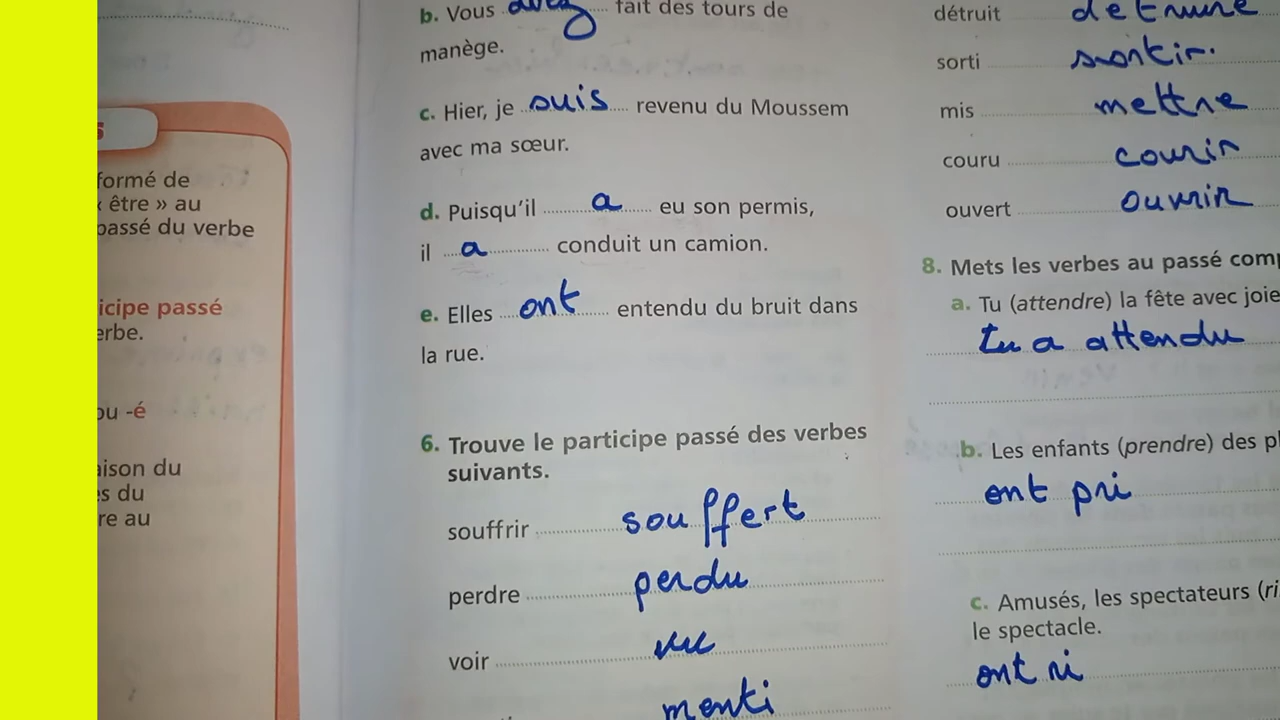 s
formé de
« être » au
passé du verbe
icipe passé
erbe.
ou -é
aison du
es du
re au
b. Vous avez fait des tours de
manège.
c. Hier, je suis revenu du Moussem
avec ma sœur.
d. Puisqu'il a eu son permis,
il a conduit un camion.
e. Elles ont entendu du bruit dans
la rue.
6. Trouve le participe passé des verbes
suivants.
souffrir souffert
perdre perdu
voir vu
menti
détruit detruire
sorti sortir.
mis mettre
couru courir
ouvert ouvrir
8. Mets les verbes au passé comp
a. Tu (attendre) la fête avec joie
tu a attendu
b. Les enfants (prendre) des pl
ont pri
c. Amusés, les spectateurs (ri
le spectacle.
ont ri